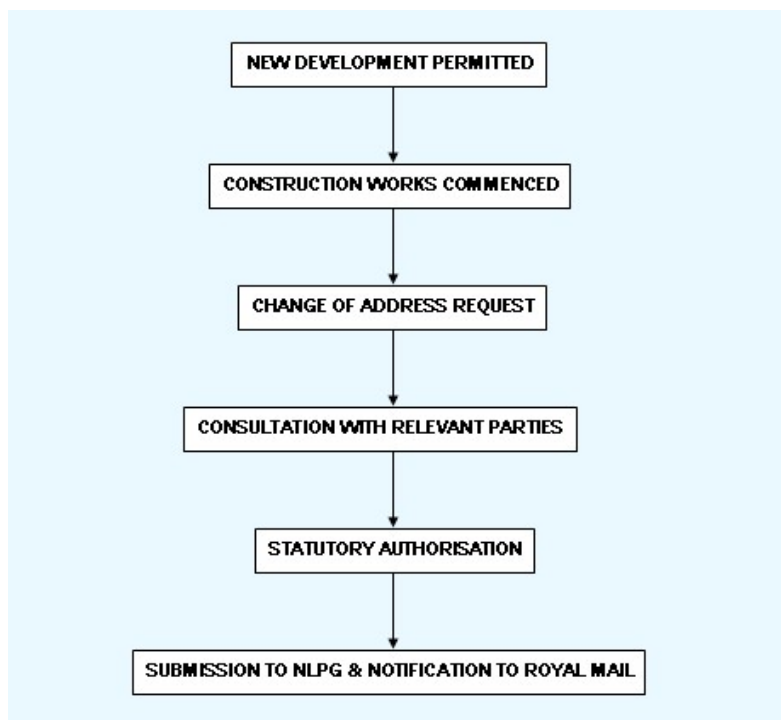 NEW DEVELOPMENT PERMITTED
CONSTRUCTION WORKS COMMENCED
CHANGE OF ADDRESS REQUEST
CONSULTATION WITH RELEVANT PARTIES
STATUTORY AUTHORISATION
SUBMISSION TO NLPG & NOTIFICATION TO ROYAL MAIL